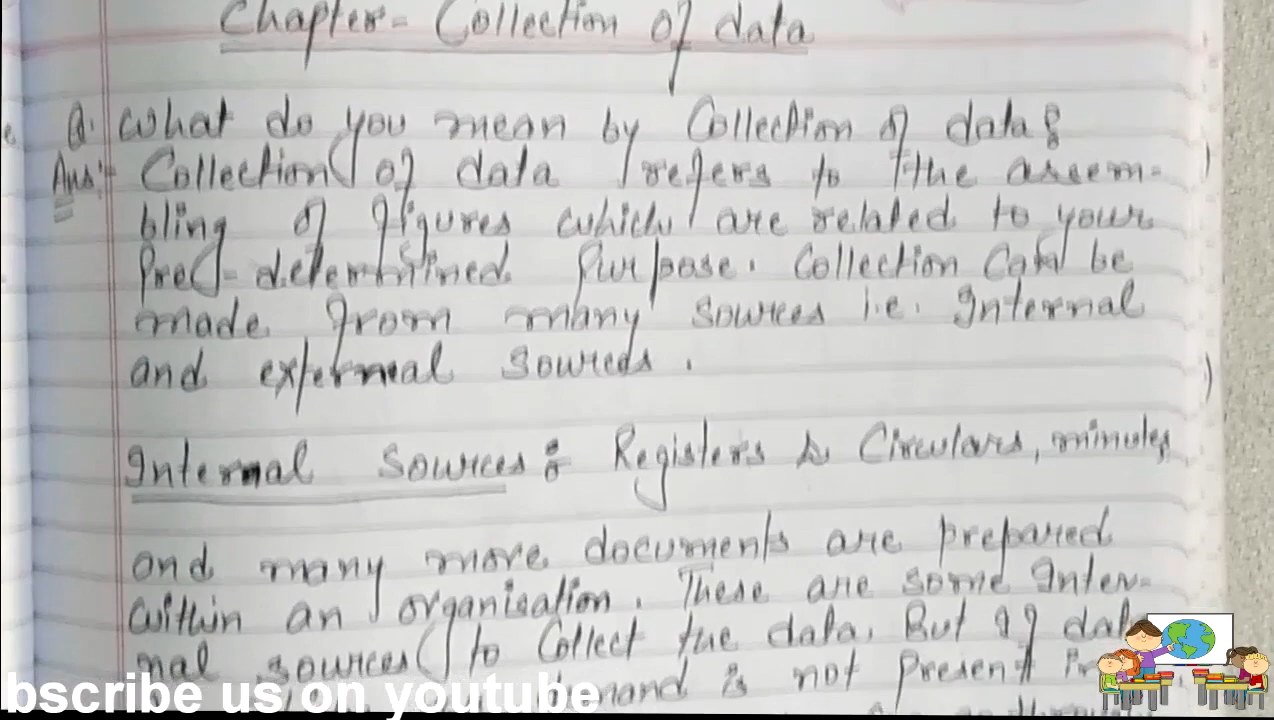 Chapter- Collection of data
Q. What do you mean by Collection of data?
Ans:- Collection of data refers to the assem-
bling of figures which are related to your
Pre-determined Purpose. Collection can be
made from many sources i.e. Internal
and external sources.
Internal Sources :- Registers & Circulars, minutes
and many more documents are prepared
within an organisation. These are some Inter-
nal sources to Collect the data. But If data
mand is not present in
bscribe us on youtube